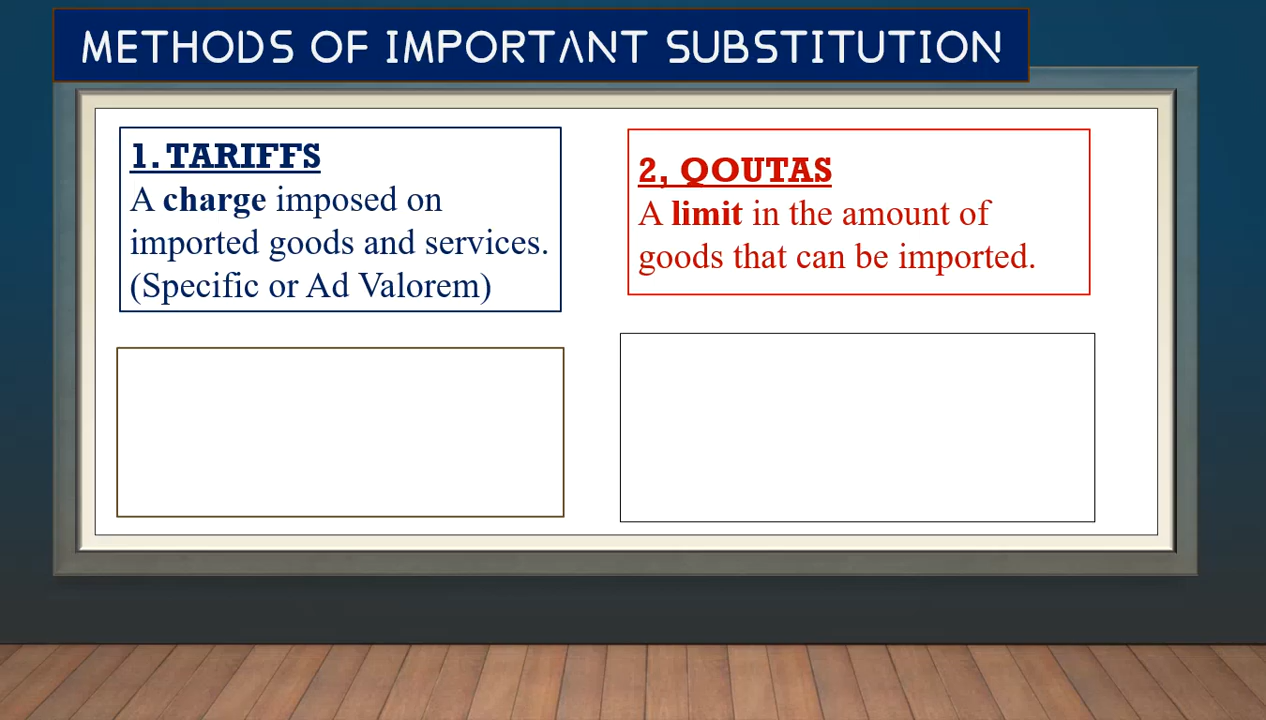 METHODS OF IMPORTANT SUBSTITUTION
1. TARIFFS
A charge imposed on
imported goods and services.
(Specific or Ad Valorem)
2, QOUTAS
A limit in the amount of
goods that can be imported.